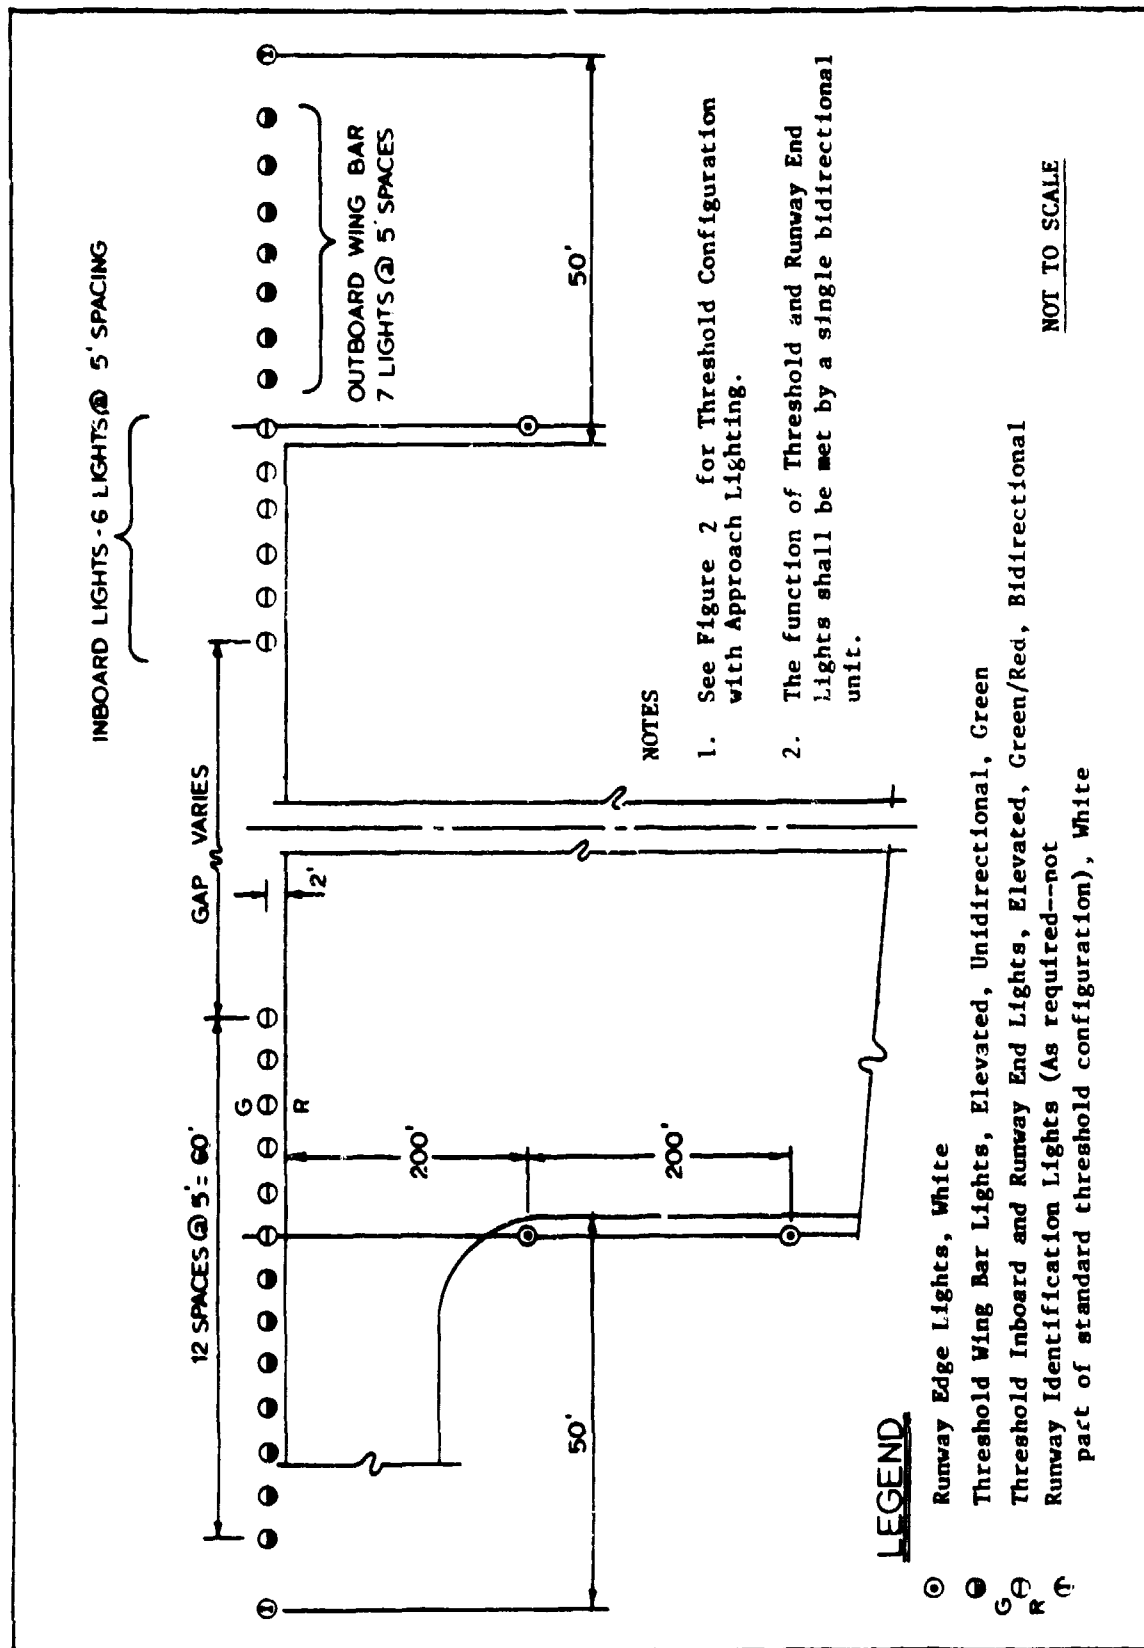 INBOARD LIGHTS - 6 LIGHTS @ 5' SPACING
GAP VARIES
12 SPACES @ 5' = 60'
2'
G
R
OUTBOARD WING BAR
7 LIGHTS @ 5' SPACES
200'
200'
50'
50'
NOTES
1. See Figure 2 for Threshold Configuration
with Approach Lighting.
2. The function of Threshold and Runway End
Lights shall be met by a single bidirectional
unit.
NOT TO SCALE
LEGEND
Runway Edge Lights, White
Threshold Wing Bar Lights, Elevated, Unidirectional, Green
G
R
Threshold Inboard and Runway End Lights, Elevated, Green/Red, Bidirectional
Runway Identification Lights (As required--not
part of standard threshold configuration), White